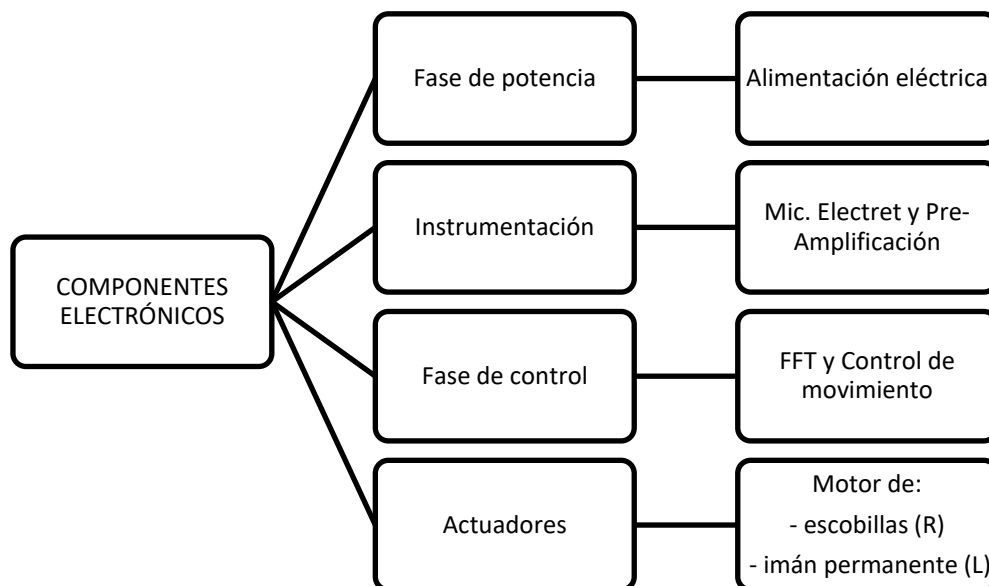 COMPONENTES
ELECTRÓNICOS
Fase de potencia
Alimentación eléctrica
Instrumentación
Mic. Electret y Pre-
Amplificación
Fase de control
FFT y Control de
movimiento
Actuadores
Motor de:
- escobillas (R)
- imán permanente (L)